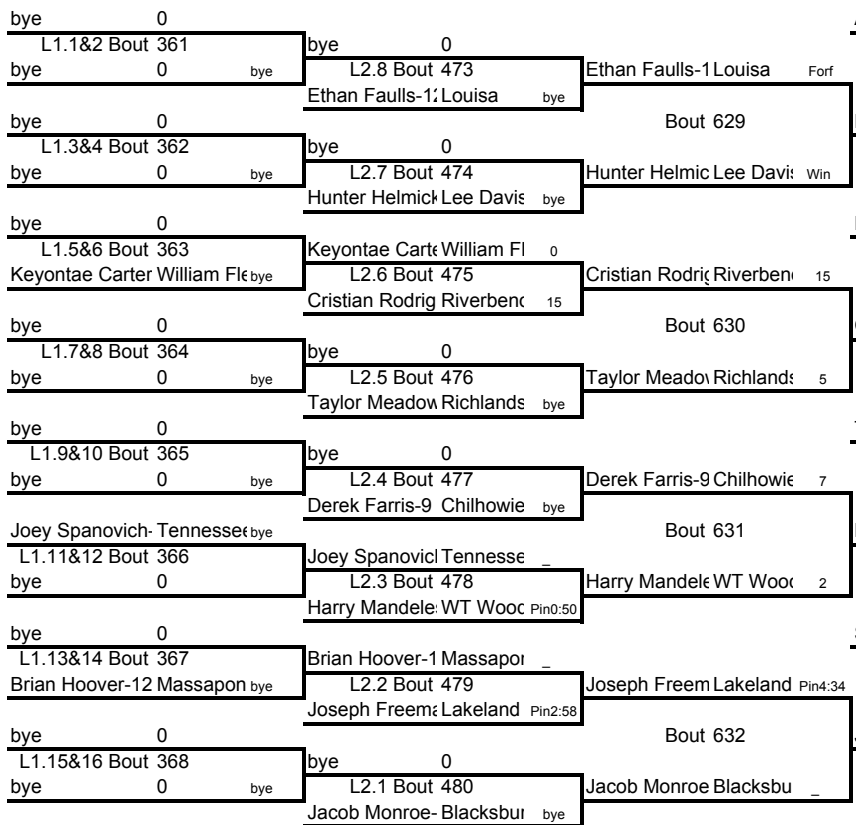 bye 0
L1.1&2 Bout 361
bye 0 bye
bye 0
L1.3&4 Bout 362
bye 0 bye
bye 0
L1.5&6 Bout 363
Keyontae Carter William Fle bye
bye 0
L1.7&8 Bout 364
bye 0 bye
bye 0
L1.9&10 Bout 365
bye 0 bye
Joey Spanovich- Tennessee bye
L1.11&12 Bout 366
bye 0
bye 0
L1.13&14 Bout 367
Brian Hoover-12 Massapon bye
bye 0
L1.15&16 Bout 368
bye 0 bye
bye 0
L2.8 Bout 473
Ethan Faulls-12 Louisa bye
bye 0
L2.7 Bout 474
Hunter Helmick Lee Davis bye
Keyontae Carte William Fl 0
L2.6 Bout 475
Cristian Rodrig Riverbend 15
bye 0
L2.5 Bout 476
Taylor Meadow Richlands bye
bye 0
L2.4 Bout 477
Derek Farris-9 Chilhowie bye
Joey Spanovicl Tennesse _
L2.3 Bout 478
Harry Mandele: WT Wood Pin0:50
Brian Hoover-1 Massapor _
L2.2 Bout 479
Joseph Freema Lakeland Pin2:58
bye 0
L2.1 Bout 480
Jacob Monroe- Blacksbur bye
Ethan Faulls-1 Louisa Forf
Bout 629
Hunter Helmic Lee Davis Win
Cristian Rodrig Riverben 15
Bout 630
Taylor Meadow Richlands 5
Derek Farris-9 Chilhowie 7
Bout 631
Harry Mandele WT Wood 2
Joseph Freem Lakeland Pin4:34
Bout 632
Jacob Monroe Blacksbu _